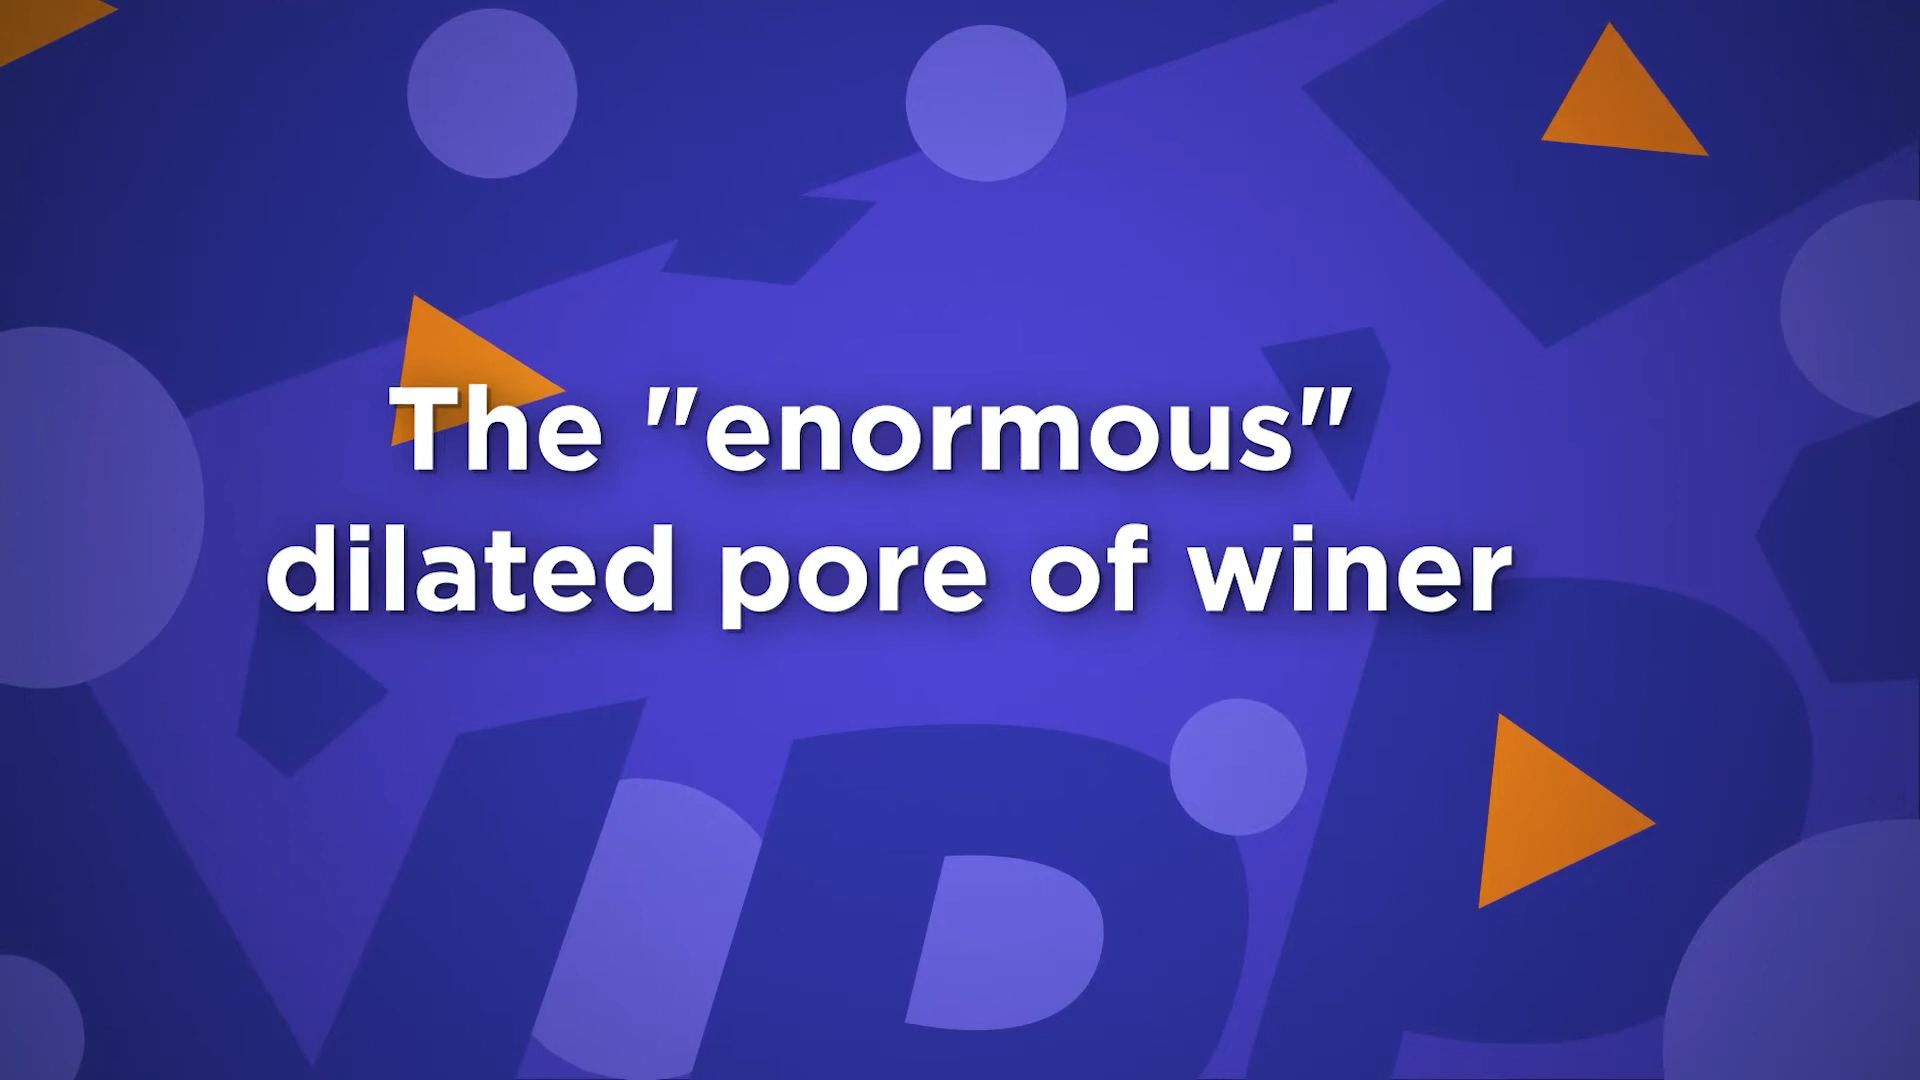 The "enormous"
dilated pore of winer